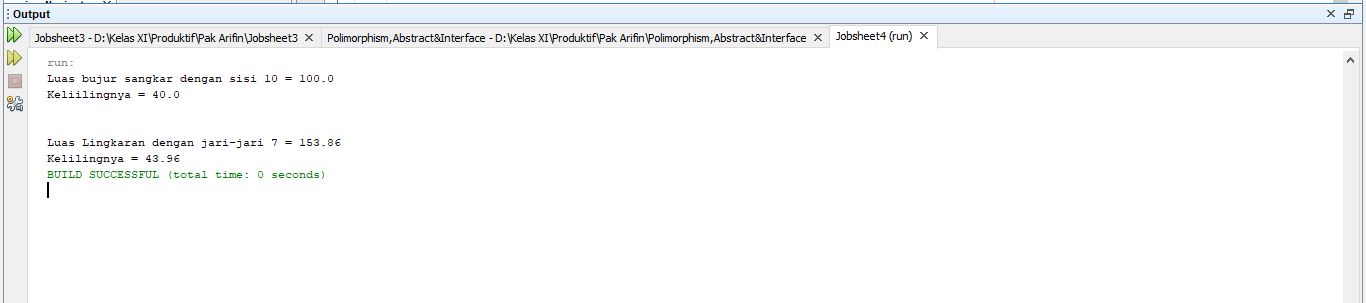 Output
Jobsheet3 - D:\Kelas XI\Produktif\Pak Arifin\Jobsheet3
Polimorphism,Abstract&Interface - D:\Kelas XI\Produktif\Pak Arifin\Polimorphism,Abstract&Interface
Jobsheet4 (run)
run:
Luas bujur sangkar dengan sisi 10 = 100.0
Keliilingnya = 40.0
Luas Lingkaran dengan jari-jari 7 = 153.86
Kelilingnya = 43.96
BUILD SUCCESSFUL (total time: 0 seconds)